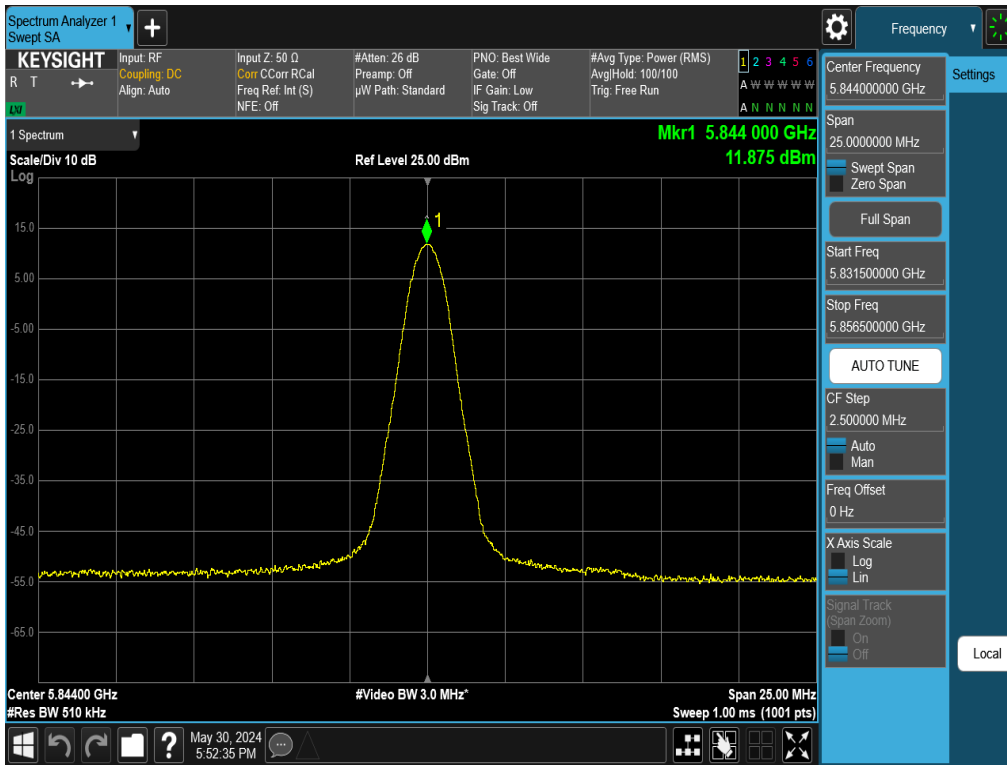 Spectrum Analyzer 1
Swept SA
Frequency
KEYSIGHT
R T
LXI
Input: RF
Coupling: DC
Align: Auto
Input Z: 50 Ω
Corr CCorr RCal
Freq Ref: Int (S)
NFE: Off
#Atten: 26 dB
Preamp: Off
µW Path: Standard
PNO: Best Wide
Gate: Off
IF Gain: Low
Sig Track: Off
#Avg Type: Power (RMS)
Avg|Hold: 100/100
Trig: Free Run
1 2 3 4 5 6
A W W W W W
A N N N N N
1 Spectrum
Mkr1 5.844 000 GHz
11.875 dBm
Scale/Div 10 dB
Ref Level 25.00 dBm
Log
1
15.0
5.00
-5.00
-15.0
-25.0
-35.0
-45.0
-55.0
-65.0
Center 5.84400 GHz
#Video BW 3.0 MHz*
Span 25.00 MHz
#Res BW 510 kHz
Sweep 1.00 ms (1001 pts)
May 30, 2024
5:52:35 PM
Center Frequency
5.844000000 GHz
Span
25.0000000 MHz
Swept Span
Zero Span
Full Span
Start Freq
5.831500000 GHz
Stop Freq
5.856500000 GHz
AUTO TUNE
CF Step
2.500000 MHz
Auto
Man
Freq Offset
0 Hz
X Axis Scale
Log
Lin
Signal Track
(Span Zoom)
On
Off
Settings
Local